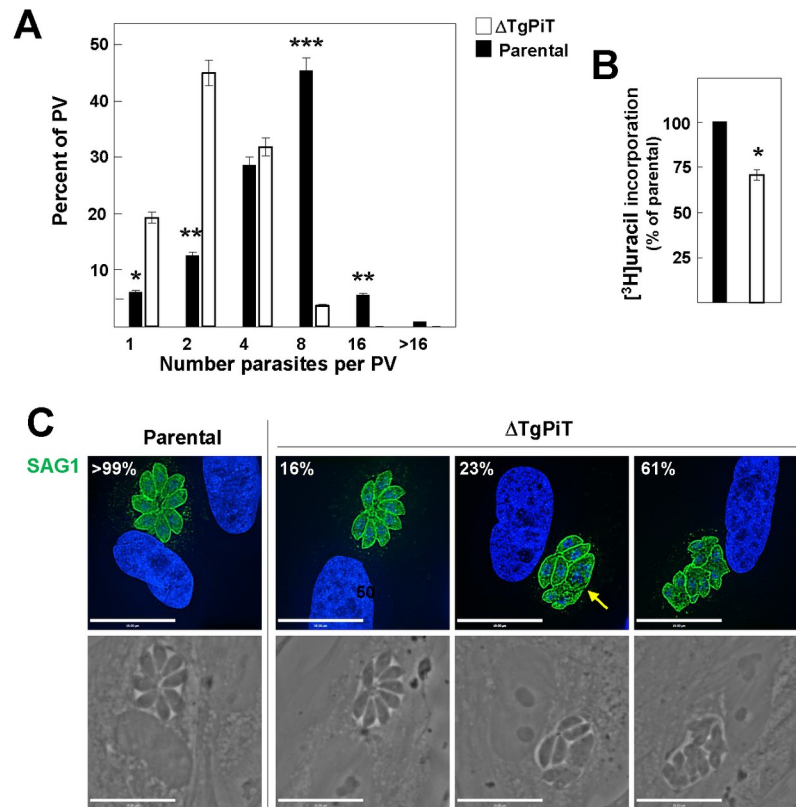 A
ΔTgPiT
Parental
Percent of PV
50
40
30
20
10
*
**
***
**
1 2 4 8 16 >16
Number parasites per PV
B
[³H]uracil incorporation
(% of parental)
100
75
50
25
*
C
Parental
ΔTgPiT
SAG1
>99%
16%
23%
61%
50